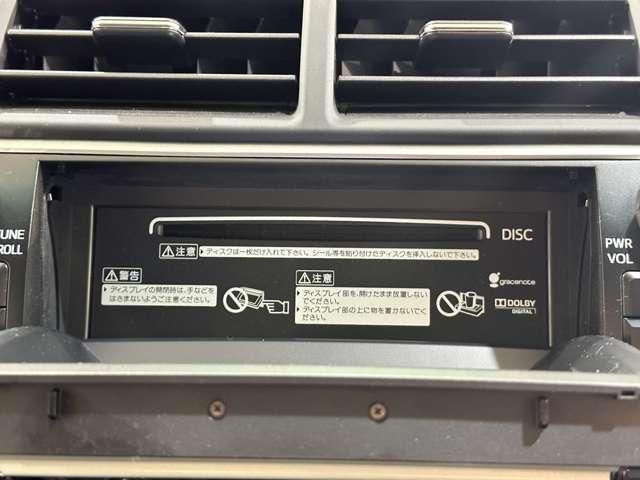 DISC
TUNE
ROLL
PWR
VOL
注意 ▶ディスクは一枚だけ入れて下さい。シール等を貼り付けたディスクを挿入しないで下さい。
警告
▶ディスプレイの開閉時は、手などを
はさまないようご注意ください。
注意
▶ディスプレイ部を、開けたまま放置しない
でください。
▶ディスプレイ部の上に物を置かないでく
ださい。
gracenote
DOLBY
DIGITAL